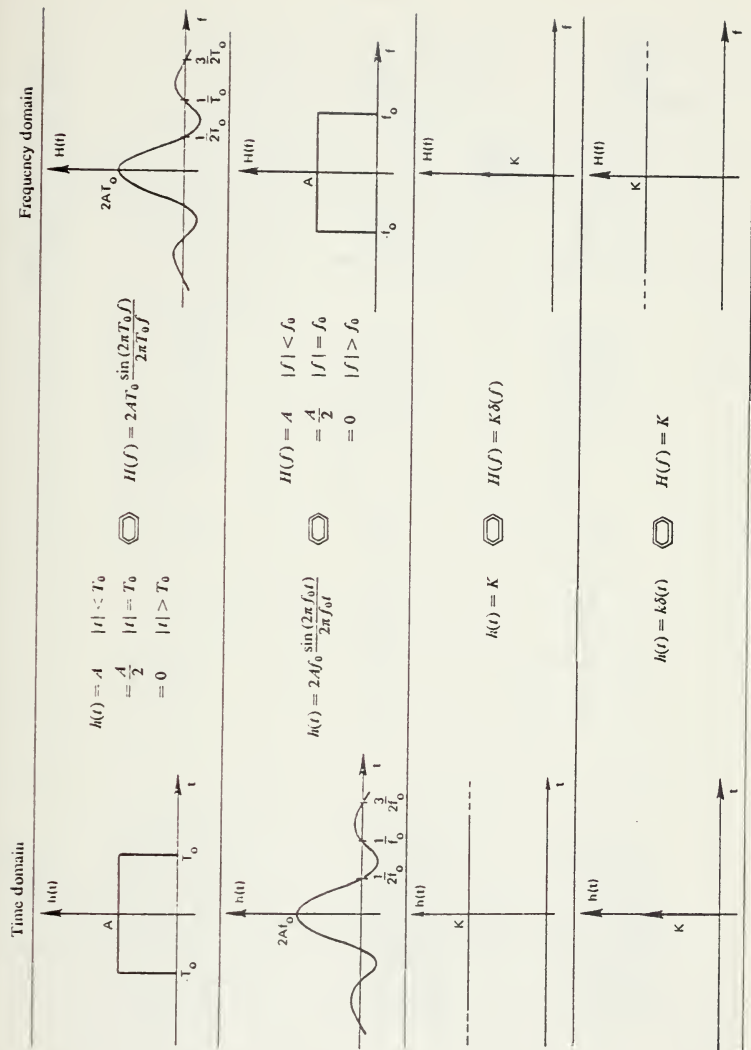 Time domain
Frequency domain
h(t)
A
-T₀
T₀
t
h(t) = A |t| < T₀
= A/2 |t| = T₀
= 0 |t| > T₀
H(f) = 2AT₀ sin (2πT₀f) / 2πT₀f
H(f)
2AT₀
1/2T₀
1/T₀
3/2T₀
f
h(t)
2Af₀
1/2f₀
1/f₀
3/2f₀
t
h(t) = 2Af₀ sin (2πf₀t) / 2πf₀t
H(f) = A |f| < f₀
= A/2 |f| = f₀
= 0 |f| > f₀
H(f)
A
-f₀
f₀
f
h(t)
K
t
h(t) = K
H(f) = Kδ(f)
H(f)
K
f
h(t)
K
t
h(t) = kδ(t)
H(f) = K
H(f)
K
f